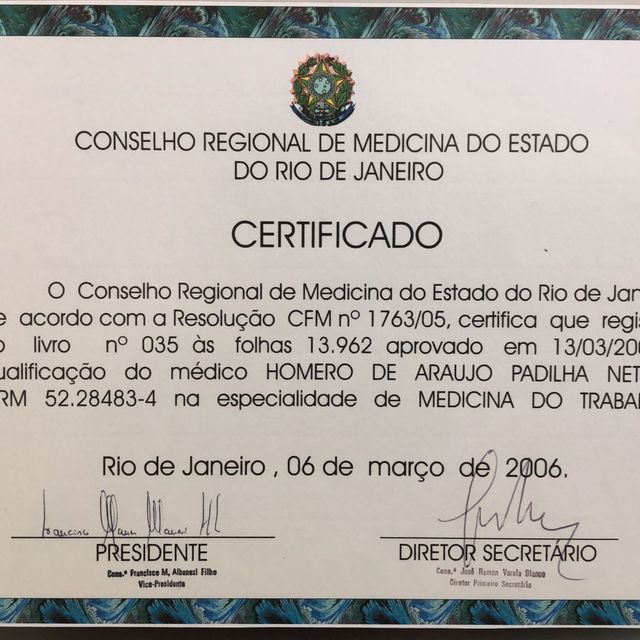 CONSELHO REGIONAL DE MEDICINA DO ESTADO
DO RIO DE JANEIRO
CERTIFICADO
O Conselho Regional de Medicina do Estado do Rio de Jan
e acordo com a Resolução CFM nº 1763/05, certifica que regis
o livro nº 035 às folhas 13.962 aprovado em 13/03/200
ualificação do médico HOMERO DE ARAUJO PADILHA NET
RM 52.28483-4 na especialidade de MEDICINA DO TRABA
Rio de Janeiro , 06 de março de 2006.
PRESIDENTE
Cons.º Francisco M, Albanesi Filho
Vice-Presidente
DIRETOR SECRETÁRIO
Cons.º José Ramon Varela Blanco
Diretor Primeiro Secretário